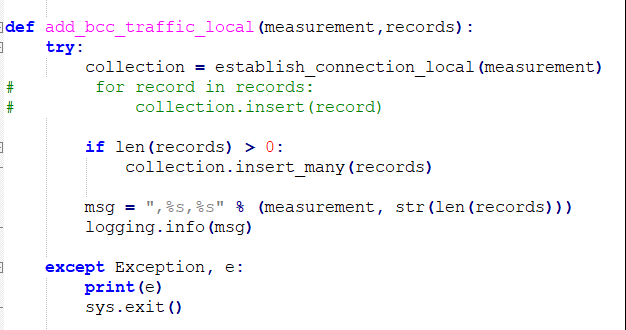 def add_bcc_traffic_local(measurement,records):
    try:
        collection = establish_connection_local(measurement)
#        for record in records:
#            collection.insert(record)
        if len(records) > 0:
            collection.insert_many(records)
        msg = ",%s,%s" % (measurement, str(len(records)))
        logging.info(msg)
    except Exception, e:
        print(e)
        sys.exit()